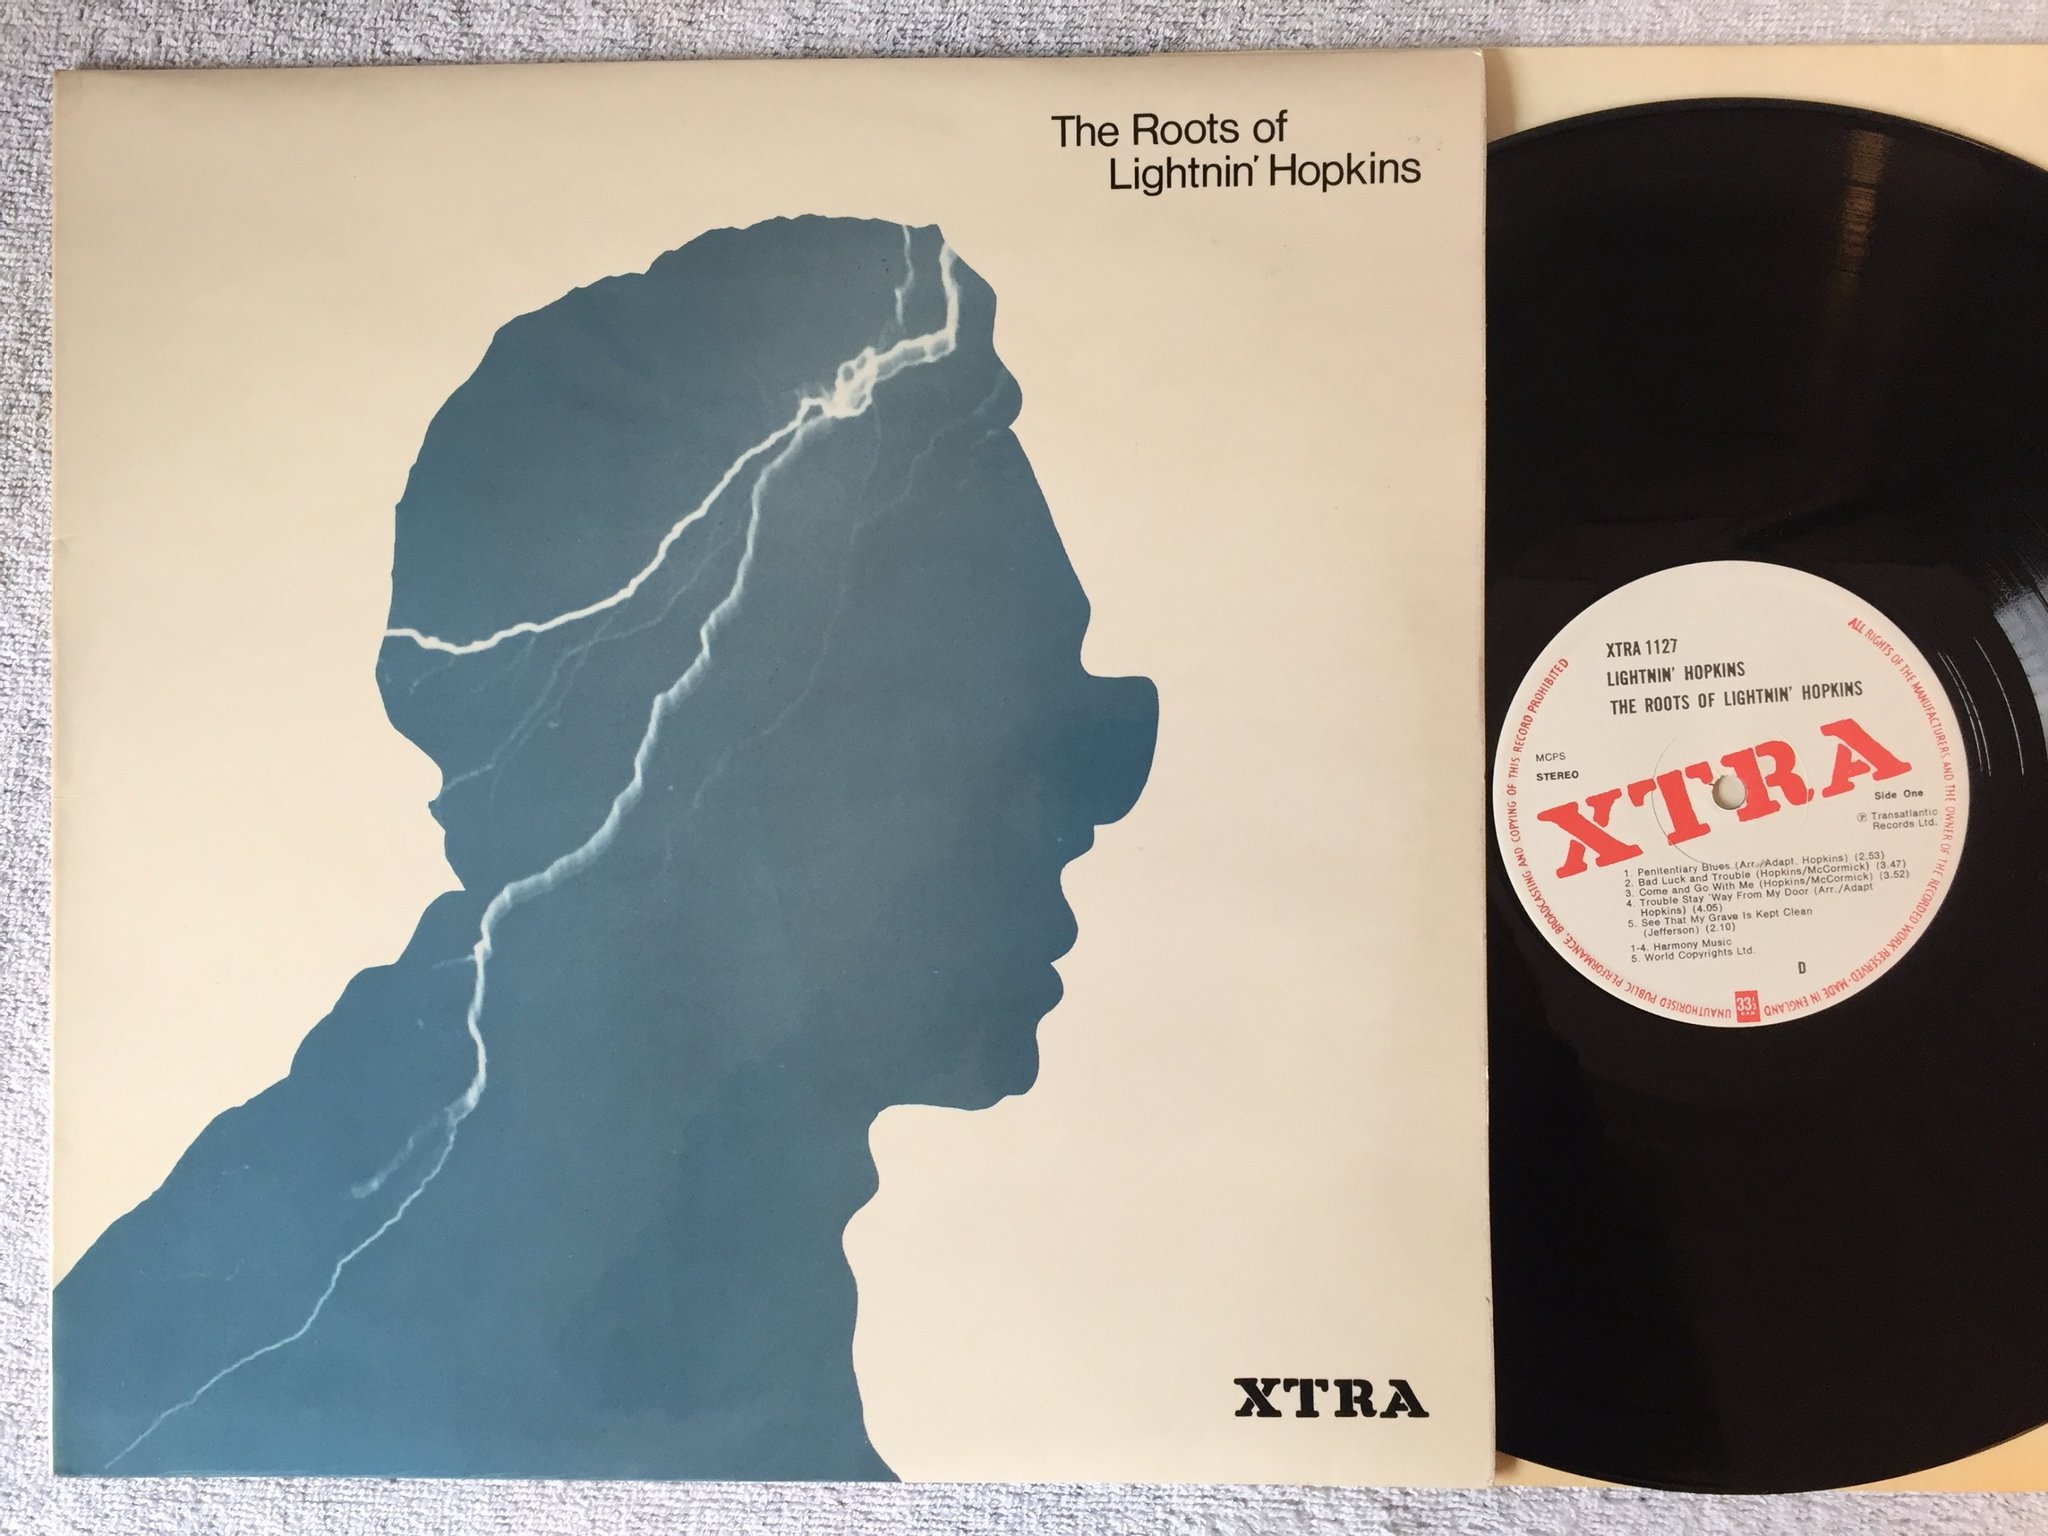 The Roots of
Lightnin' Hopkins
XTRA
XTRA 1127
LIGHTNIN' HOPKINS
THE ROOTS OF LIGHTNIN' HOPKINS
MCPS
STEREO
XTRA
Side One
Ⓟ Transatlantic
Records Ltd.
1. Penitentiary Blues (Arr./Adapt. Hopkins) (2.53)
2. Bad Luck and Trouble (Hopkins/McCormick) (3.47)
3. Come and Go With Me (Hopkins/McCormick) (3.52)
4. Trouble Stay 'Way From My Door (Arr./Adapt
Hopkins) (4.05)
5. See That My Grave Is Kept Clean
(Jefferson) (2.10)
1-4. Harmony Music
5. World Copyrights Ltd.
D
ALL RIGHTS OF THE MANUFACTURERS AND THE OWNER OF THE RECORDED WORK RESERVED· MADE IN ENGLAND
33⅓
RPM
UNAUTHORISED PUBLIC PERFORMANCE, BROADCASTING AND COPYING OF THIS RECORD PROHIBITED